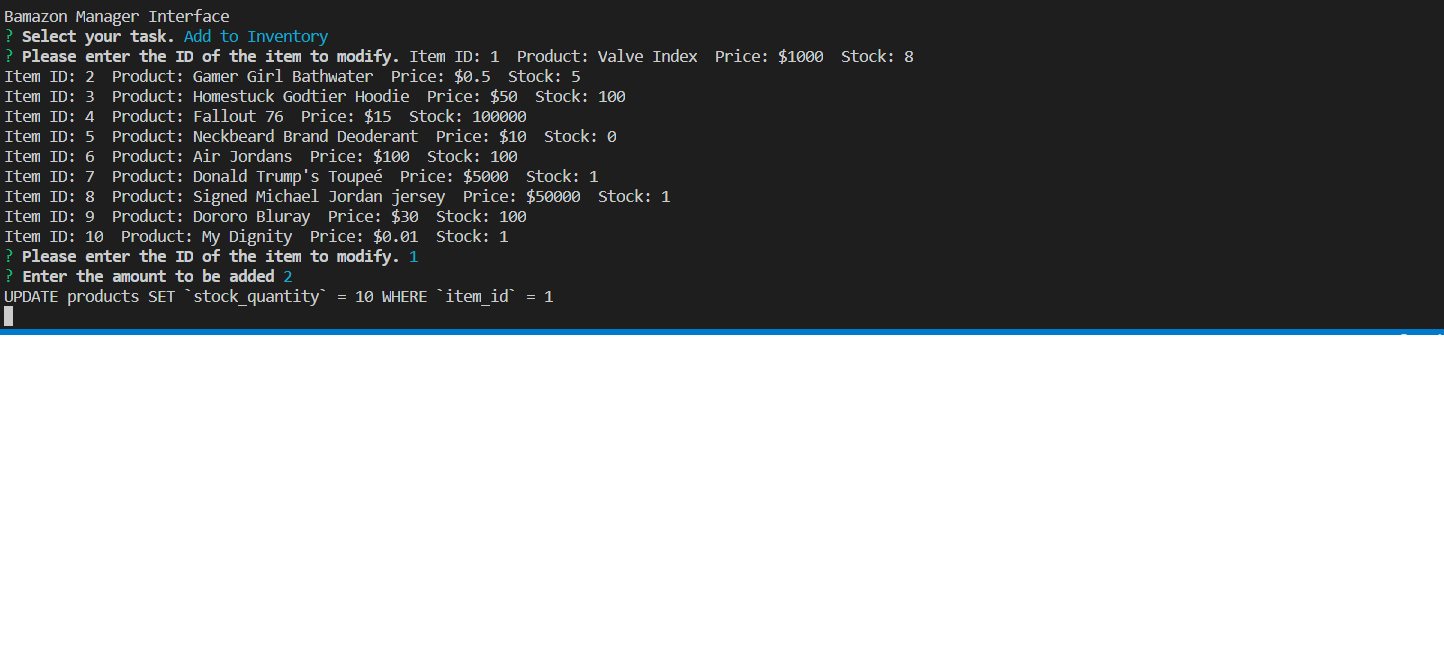 Bamazon Manager Interface
? Select your task. Add to Inventory
? Please enter the ID of the item to modify. Item ID: 1  Product: Valve Index  Price: $1000  Stock: 8
Item ID: 2  Product: Gamer Girl Bathwater  Price: $0.5  Stock: 5
Item ID: 3  Product: Homestuck Godtier Hoodie  Price: $50  Stock: 100
Item ID: 4  Product: Fallout 76  Price: $15  Stock: 100000
Item ID: 5  Product: Neckbeard Brand Deoderant  Price: $10  Stock: 0
Item ID: 6  Product: Air Jordans  Price: $100  Stock: 100
Item ID: 7  Product: Donald Trump's Toupeé  Price: $5000  Stock: 1
Item ID: 8  Product: Signed Michael Jordan jersey  Price: $50000  Stock: 1
Item ID: 9  Product: Dororo Bluray  Price: $30  Stock: 100
Item ID: 10  Product: My Dignity  Price: $0.01  Stock: 1
? Please enter the ID of the item to modify. 1
? Enter the amount to be added 2
UPDATE products SET `stock_quantity` = 10 WHERE `item_id` = 1